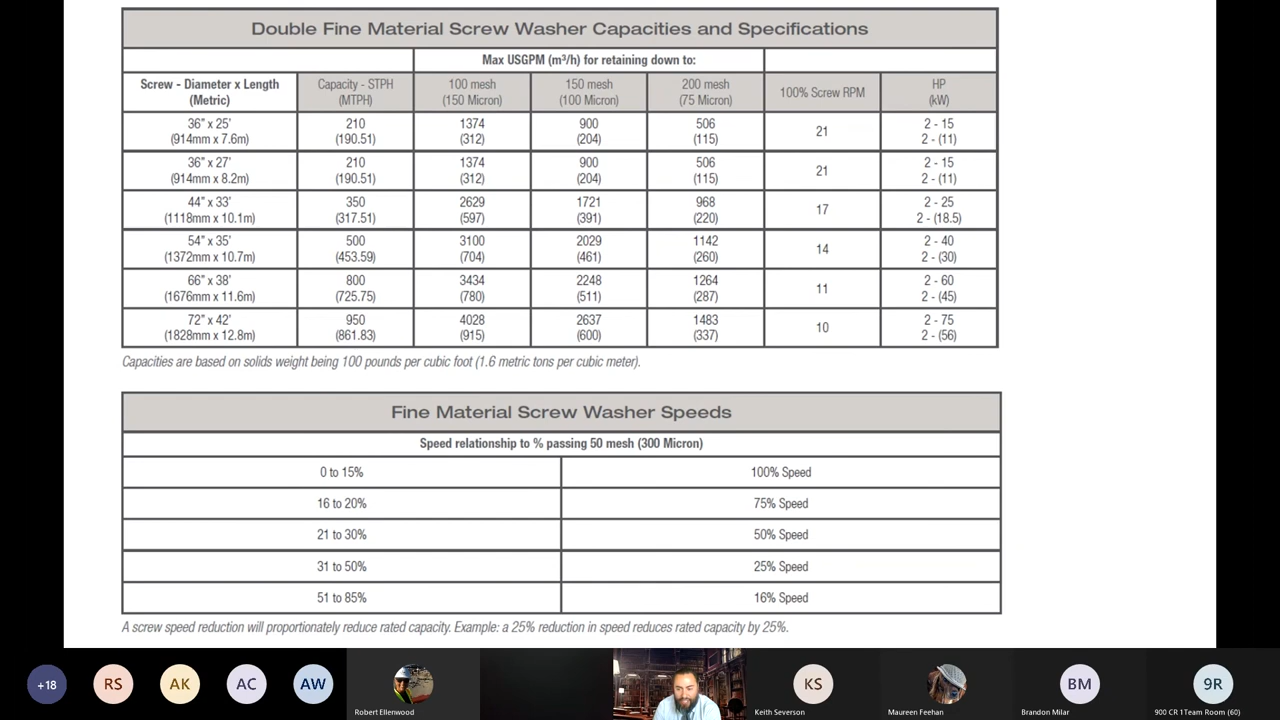 Double Fine Material Screw Washer Capacities and Specifications
Max USGPM (m³/h) for retaining down to:
Screw - Diameter x Length
(Metric)
Capacity - STPH
(MTPH)
100 mesh
(150 Micron)
150 mesh
(100 Micron)
200 mesh
(75 Micron)
100% Screw RPM
HP
(kW)
36" x 25'
(914mm x 7.6m)
210
(190.51)
1374
(312)
900
(204)
506
(115)
21
2 - 15
2 - (11)
36" x 27'
(914mm x 8.2m)
210
(190.51)
1374
(312)
900
(204)
506
(115)
21
2 - 15
2 - (11)
44" x 33'
(1118mm x 10.1m)
350
(317.51)
2629
(597)
1721
(391)
968
(220)
17
2 - 25
2 - (18.5)
54" x 35'
(1372mm x 10.7m)
500
(453.59)
3100
(704)
2029
(461)
1142
(260)
14
2 - 40
2 - (30)
66" x 38'
(1676mm x 11.6m)
800
(725.75)
3434
(780)
2248
(511)
1264
(287)
11
2 - 60
2 - (45)
72" x 42'
(1828mm x 12.8m)
950
(861.83)
4028
(915)
2637
(600)
1483
(337)
10
2 - 75
2 - (56)
Capacities are based on solids weight being 100 pounds per cubic foot (1.6 metric tons per cubic meter).
Fine Material Screw Washer Speeds
Speed relationship to % passing 50 mesh (300 Micron)
0 to 15%
100% Speed
16 to 20%
75% Speed
21 to 30%
50% Speed
31 to 50%
25% Speed
51 to 85%
16% Speed
A screw speed reduction will proportionately reduce rated capacity. Example: a 25% reduction in speed reduces rated capacity by 25%.
+18
RS
AK
AC
AW
Robert Ellenwood
KS
Keith Severson
Maureen Feehan
BM
Brandon Milar
9R
900 CR 1Team Room (60)